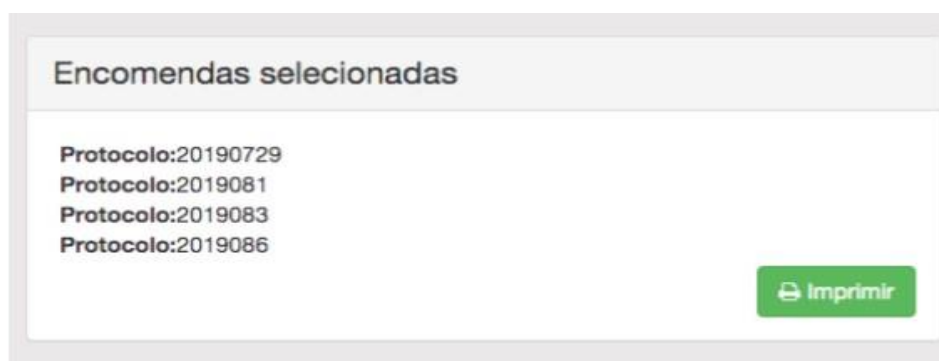 Encomendas selecionadas
Protocolo:20190729
Protocolo:2019081
Protocolo:2019083
Protocolo:2019086
Imprimir